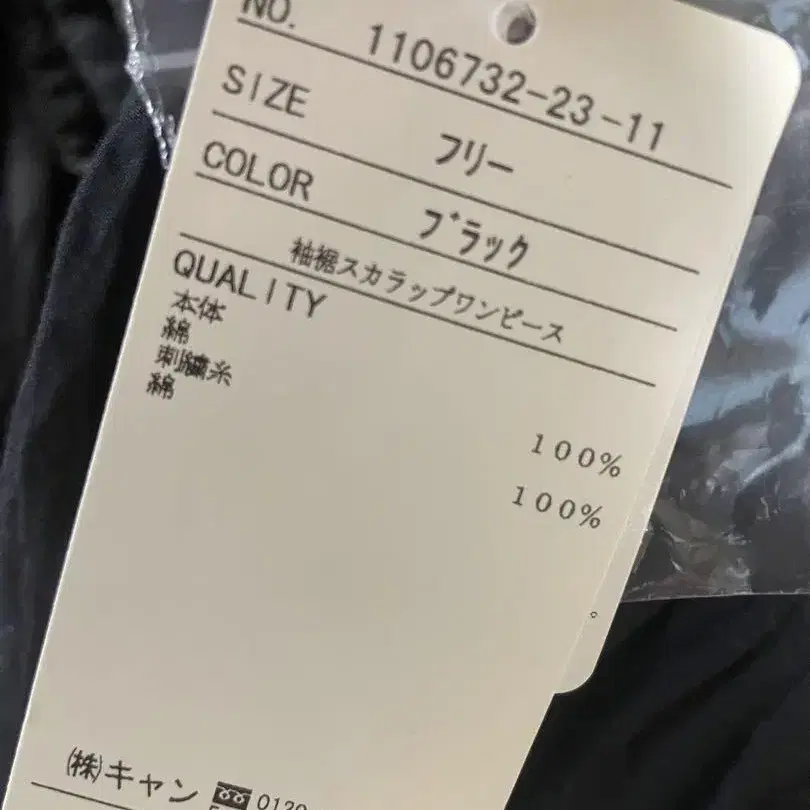 NO. 1106732-23-11
SIZE フリー
COLOR ブラック
袖裾スカラップワンピース
QUALITY
本体
綿 100%
刺繍糸
綿 100%
。
㈱キャン 0120